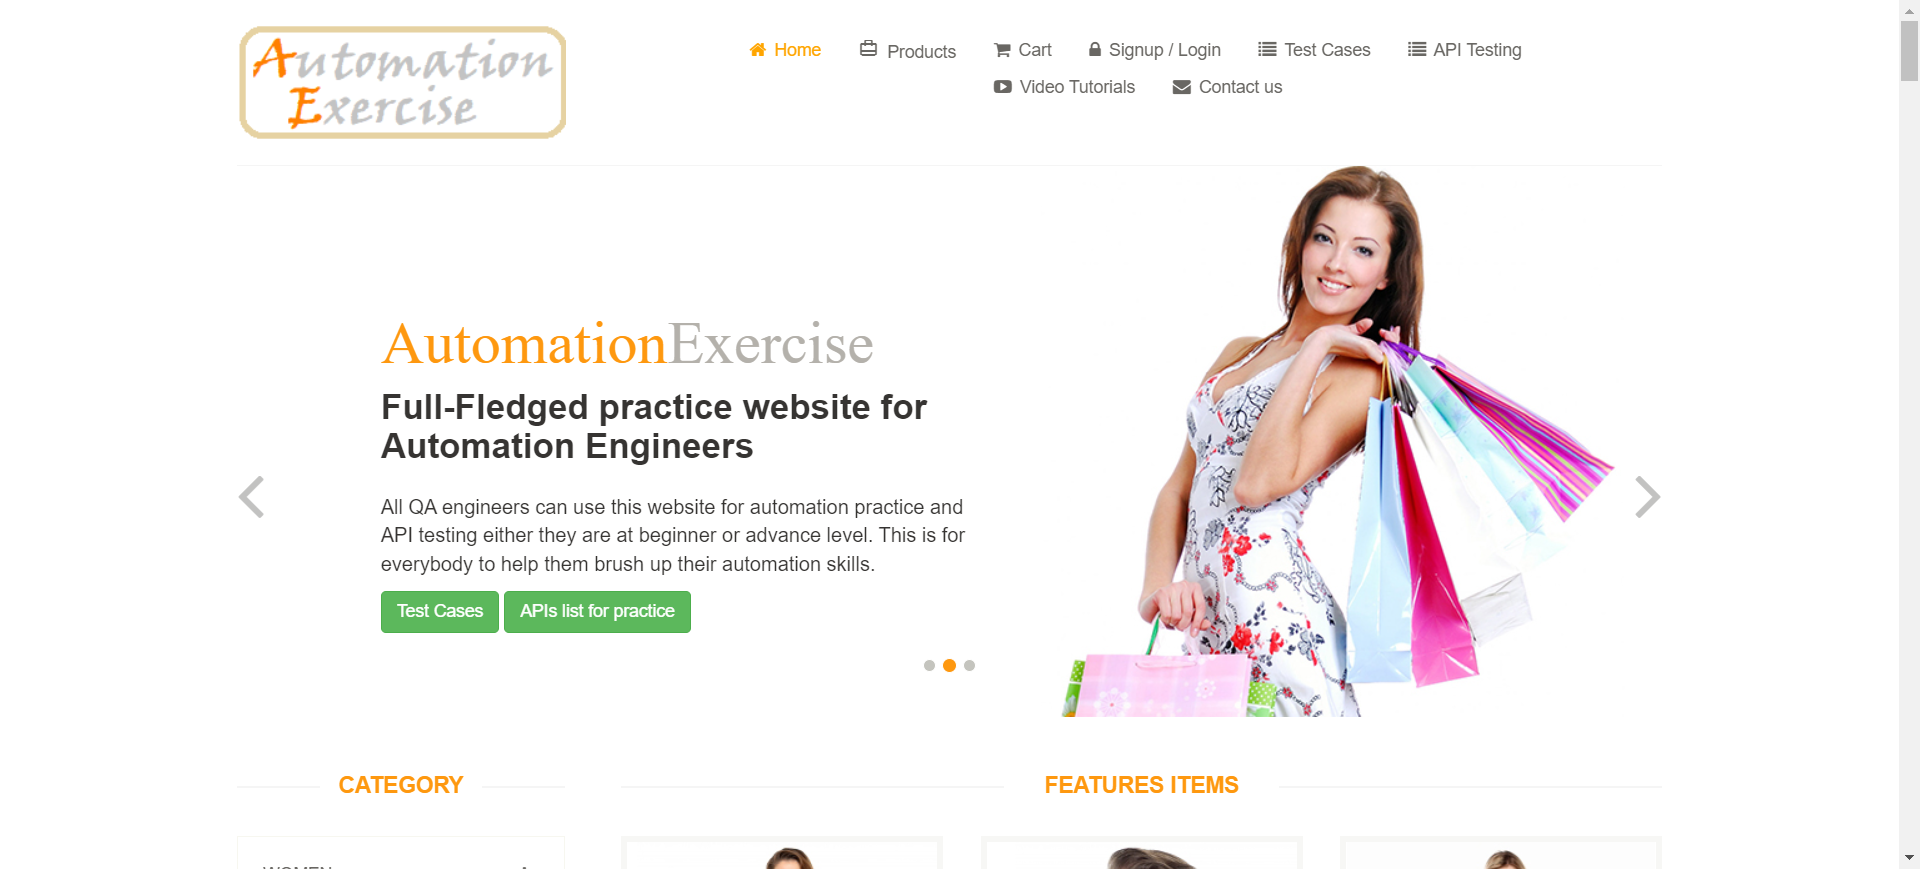 Automation
Exercise
Home
Products
Cart
Signup / Login
Test Cases
API Testing
Video Tutorials
Contact us
AutomationExercise
Full-Fledged practice website for
Automation Engineers
All QA engineers can use this website for automation practice and
API testing either they are at beginner or advance level. This is for
everybody to help them brush up their automation skills.
Test Cases
APIs list for practice
CATEGORY
FEATURES ITEMS
WOMEN